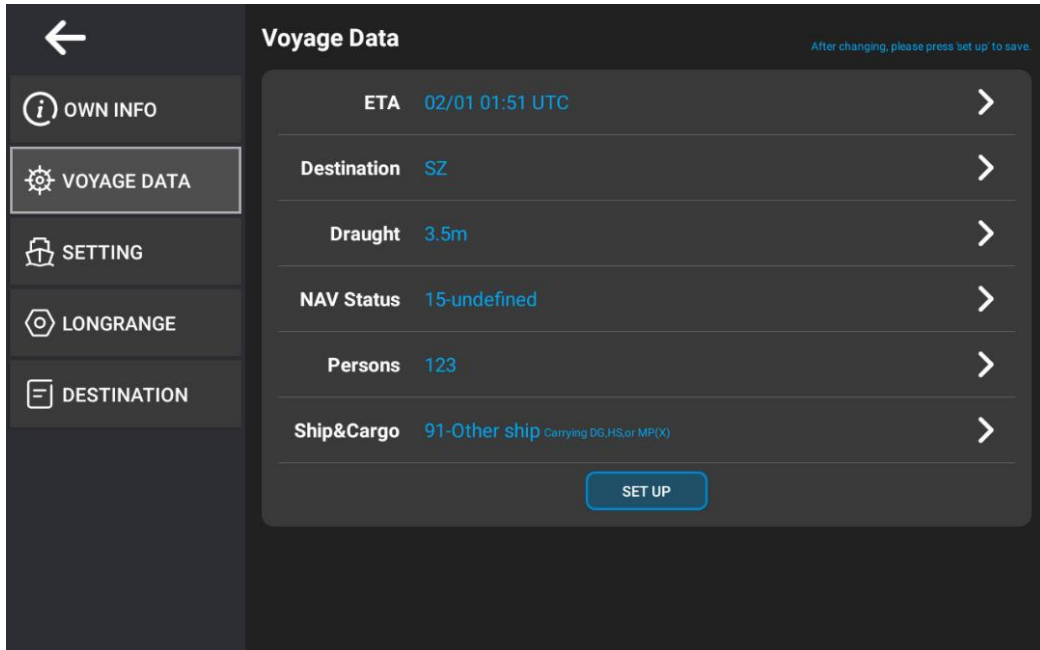 Voyage Data
After changing, please press 'set up' to save.
OWN INFO
VOYAGE DATA
SETTING
LONGRANGE
DESTINATION
ETA 02/01 01:51 UTC
Destination SZ
Draught 3.5m
NAV Status 15-undefined
Persons 123
Ship&Cargo 91-Other ship Carrying DG,HS,or MP(X)
SET UP